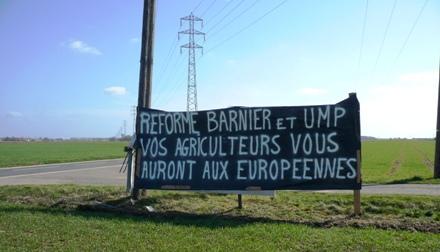 REFORME BARNIER ET UMP
VOS AGRICULTEURS VOUS
AURONT AUX EUROPEENNES